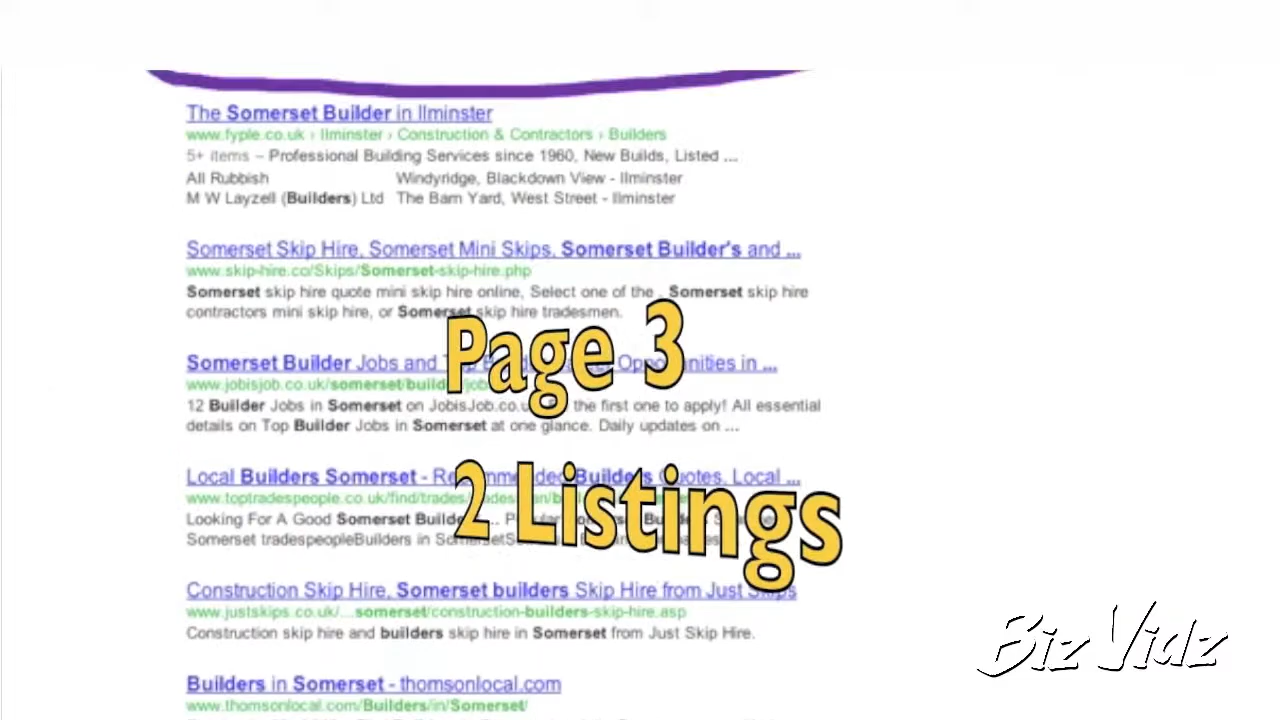 The Somerset Builder in Ilminster
www.fyple.co.uk › Ilminster › Construction & Contractors › Builders
5+ items – Professional Building Services since 1960, New Builds, Listed ...
All Rubbish Windyridge, Blackdown View - Ilminster
M W Layzell (Builders) Ltd The Barn Yard, West Street - Ilminster
Somerset Skip Hire, Somerset Mini Skips, Somerset Builder's and ...
www.skip-hire.co/Skips/Somerset-skip-hire.php
Somerset skip hire quote mini skip hire online, Select one of the , Somerset skip hire
contractors mini skip hire, or Somerset skip hire tradesmen.
Page 3
Somerset Builder Jobs and in ...
www.jobisjob.co.uk/somerset/builder
12 Builder Jobs in Somerset on JobisJob.co.u the first one to apply! All essential
details on Top Builder Jobs in Somerset at one glance. Daily updates on ...
2 Listings
Local Builders Somerset - Builders Quotes, Local ...
www.toptradespeople.co.uk/find/trades
Looking For A Good Somerset
Somerset tradespeopleBuilders in
Construction Skip Hire, Somerset builders Skip Hire from Just Skips
www.justskips.co.uk/...somerset/construction-builders-skip-hire.asp
Construction skip hire and builders skip hire in Somerset from Just Skip Hire.
Builders in Somerset - thomsonlocal.com
www.thomsonlocal.com/Builders/in/Somerset/
Biz Vidz